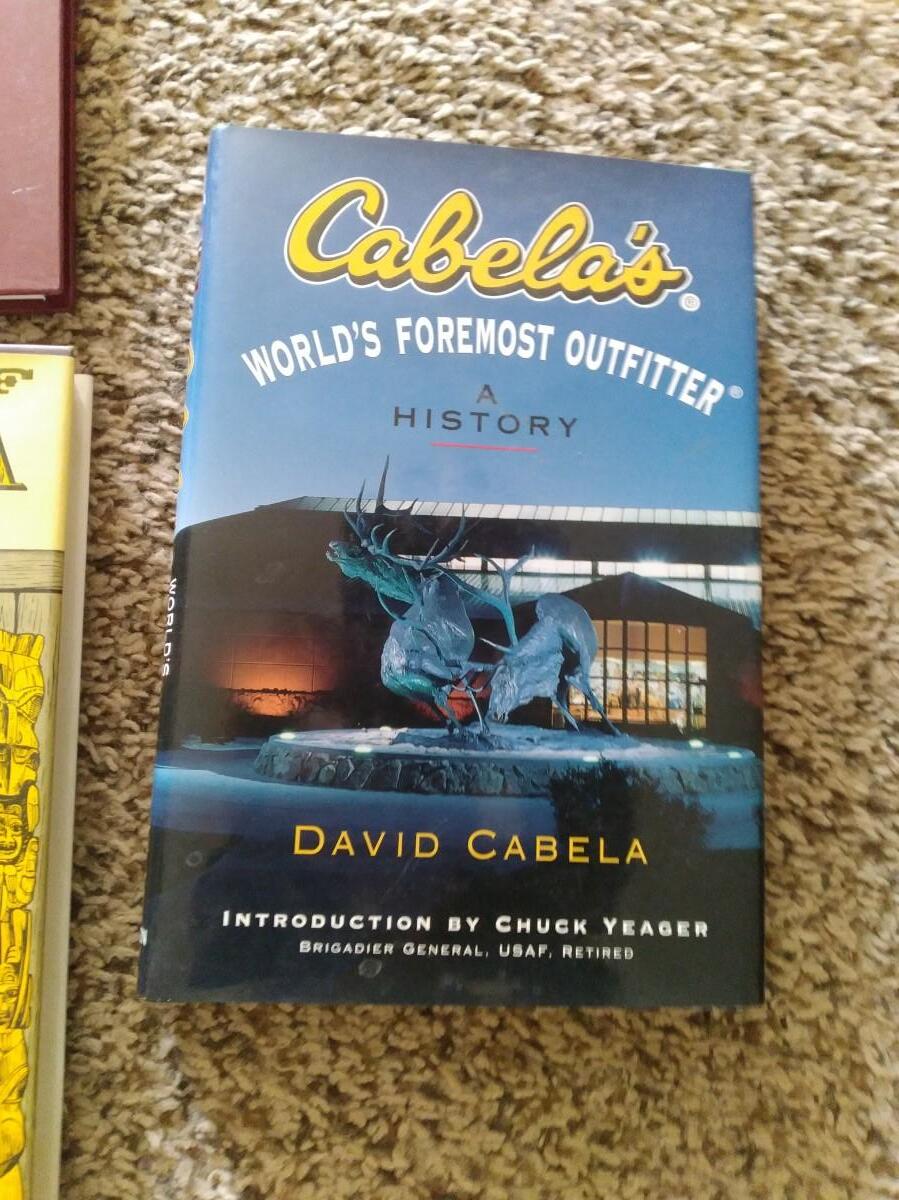 Cabela's®
WORLD'S FOREMOST OUTFITTER®
A
HISTORY
DAVID CABELA
INTRODUCTION BY CHUCK YEAGER
BRIGADIER GENERAL, USAF, RETIRED
WORLD'S
F
A